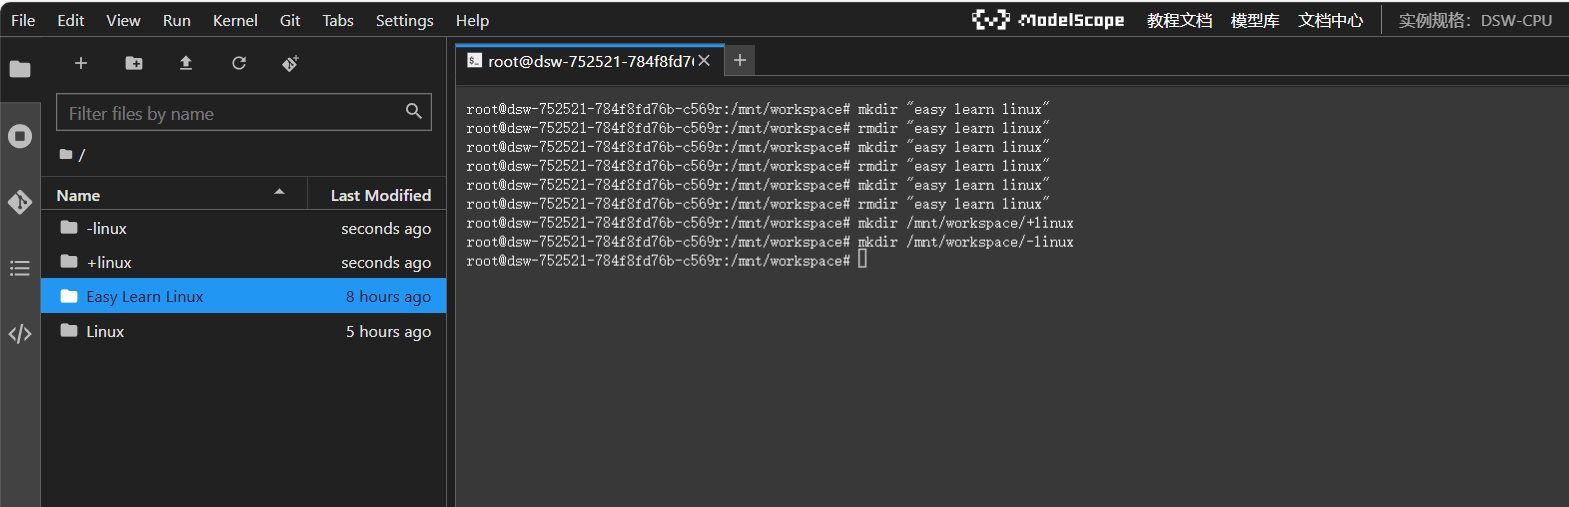 File Edit View Run Kernel Git Tabs Settings Help
ModelScope 教程文档 模型库 文档中心 实例规格：DSW-CPU
Filter files by name
/
Name Last Modified
-linux seconds ago
+linux seconds ago
Easy Learn Linux 8 hours ago
Linux 5 hours ago
root@dsw-752521-784f8fd7
root@dsw-752521-784f8fd76b-c569r:/mnt/workspace# mkdir "easy learn linux"
root@dsw-752521-784f8fd76b-c569r:/mnt/workspace# rmdir "easy learn linux"
root@dsw-752521-784f8fd76b-c569r:/mnt/workspace# mkdir "easy learn linux"
root@dsw-752521-784f8fd76b-c569r:/mnt/workspace# rmdir "easy learn linux"
root@dsw-752521-784f8fd76b-c569r:/mnt/workspace# mkdir "easy learn linux"
root@dsw-752521-784f8fd76b-c569r:/mnt/workspace# rmdir "easy learn linux"
root@dsw-752521-784f8fd76b-c569r:/mnt/workspace# mkdir /mnt/workspace/+linux
root@dsw-752521-784f8fd76b-c569r:/mnt/workspace# mkdir /mnt/workspace/-linux
root@dsw-752521-784f8fd76b-c569r:/mnt/workspace#